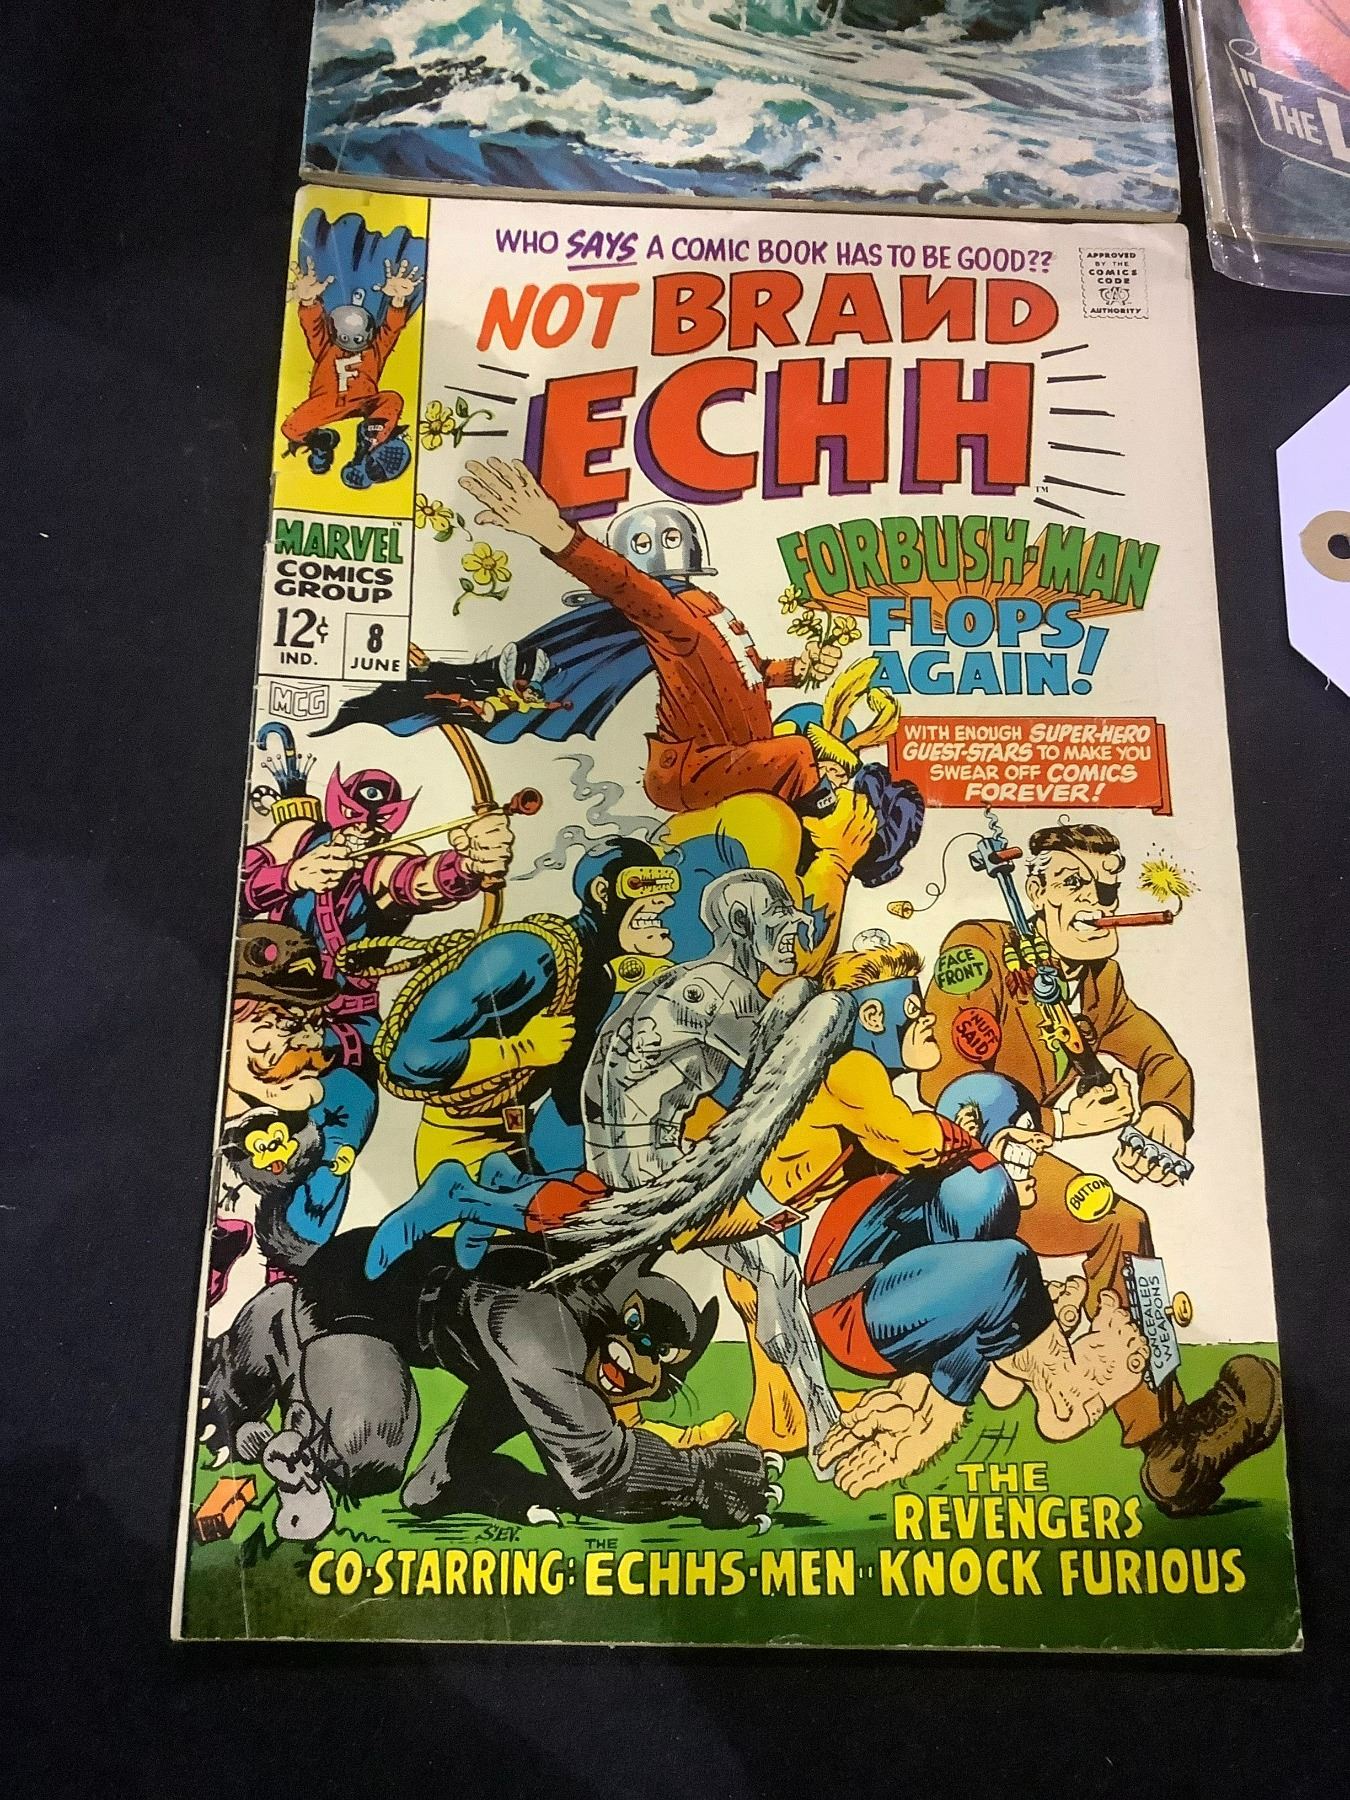 "THE L
WHO SAYS A COMIC BOOK HAS TO BE GOOD??
NOT BRAND
ECHH
TM
APPROVED
BY THE
COMICS
CODE
AUTHORITY
F
MARVEL
COMICS
GROUP
12¢
IND.
8
JUNE
MCG
FORBUSH-MAN
FLOPS
AGAIN!
WITH ENOUGH SUPER-HERO
GUEST-STARS TO MAKE YOU
SWEAR OFF COMICS
FOREVER!
FACE
FRONT
'NUFF
SAID
BUTTON
CONCEALED
WEAPONS
SEV.
THE
REVENGERS
CO-STARRING: THE ECHHS-MEN·· KNOCK FURIOUS